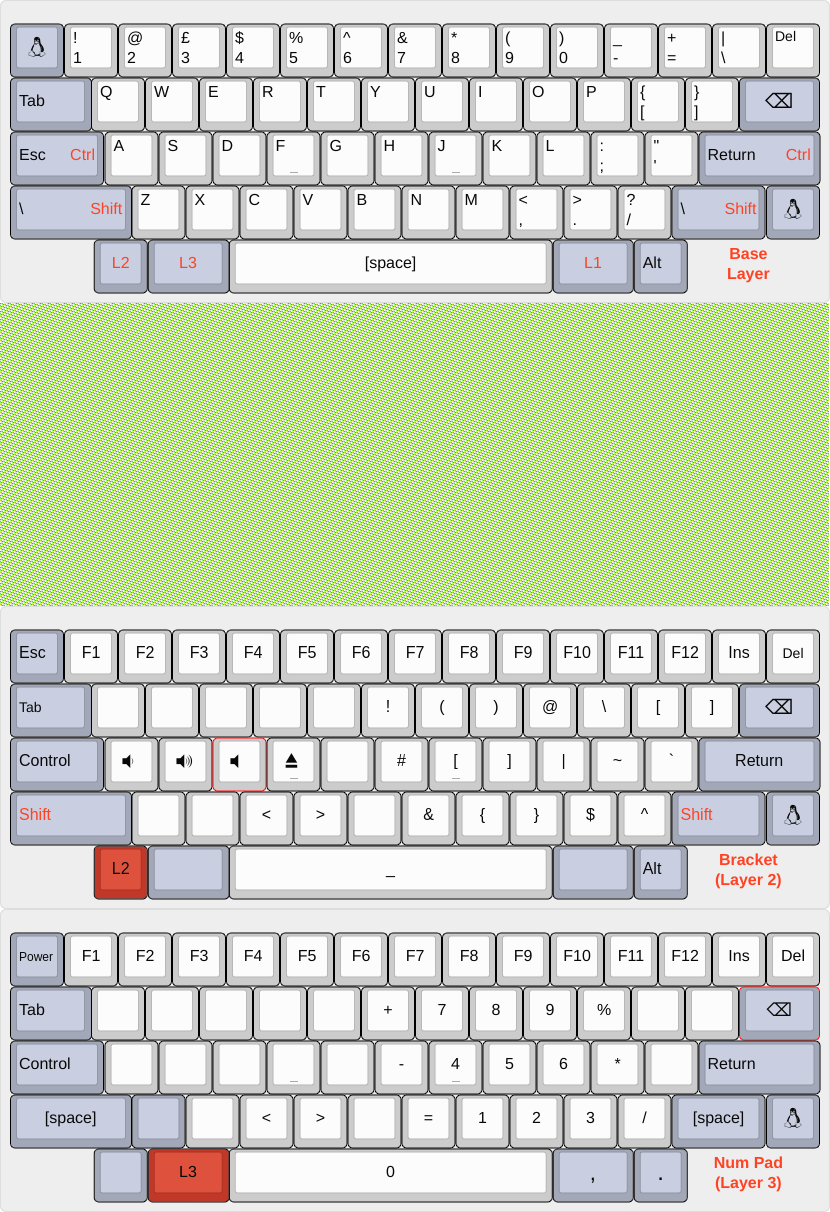 ! @ £ $ % ^ & * ( ) _ + | Del
1 2 3 4 5 6 7 8 9 0 - = \
Tab Q W E R T Y U I O P { } ⌫
[ ]
Esc Ctrl A S D F _ G H J _ K L : " Return Ctrl
; '
\ Shift Z X C V B N M < > ? \ Shift
, . /
L2 L3 [space] L1 Alt Base
Layer
Esc F1 F2 F3 F4 F5 F6 F7 F8 F9 F10 F11 F12 Ins Del
Tab ! ( ) @ \ [ ] ⌫
Control _ # [ _ ] | ~ ` Return
Shift < > & { } $ ^ Shift
L2 _ Alt Bracket
(Layer 2)
Power F1 F2 F3 F4 F5 F6 F7 F8 F9 F10 F11 F12 Ins Del
Tab + 7 8 9 % ⌫
Control _ - 4 _ 5 6 * Return
[space] < > = 1 2 3 / [space]
L3 0 , . Num Pad
(Layer 3)